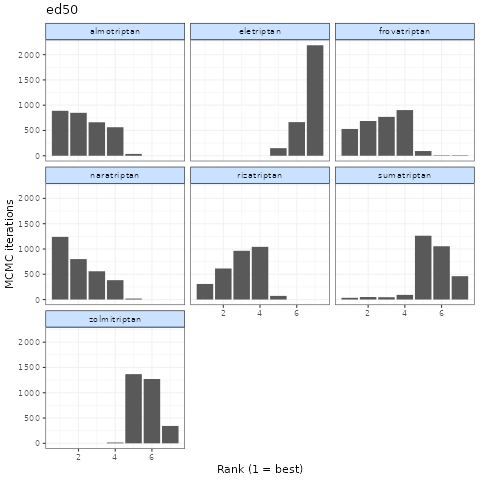 ed50
almotriptan eletriptan frovatriptan
2000
1500
1000
500
0
naratriptan rizatriptan sumatriptan
2000
1500
1000
500
0
2 4 6 2 4 6
zolmitriptan
2000
1500
1000
500
0
2 4 6
MCMC iterations
Rank (1 = best)